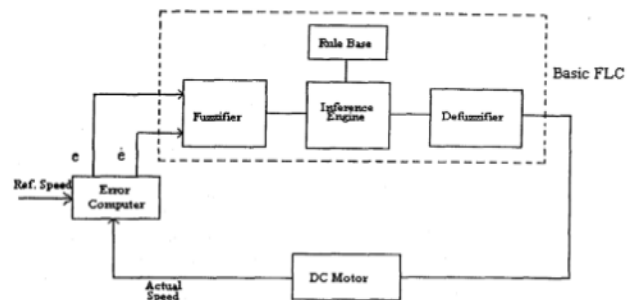 Rule Base
Basic FLC
Fuzzifier
Inference
Engine
Defuzzifier
e
ė
Ref. Speed
Error
Computer
Actual
Speed
DC Motor